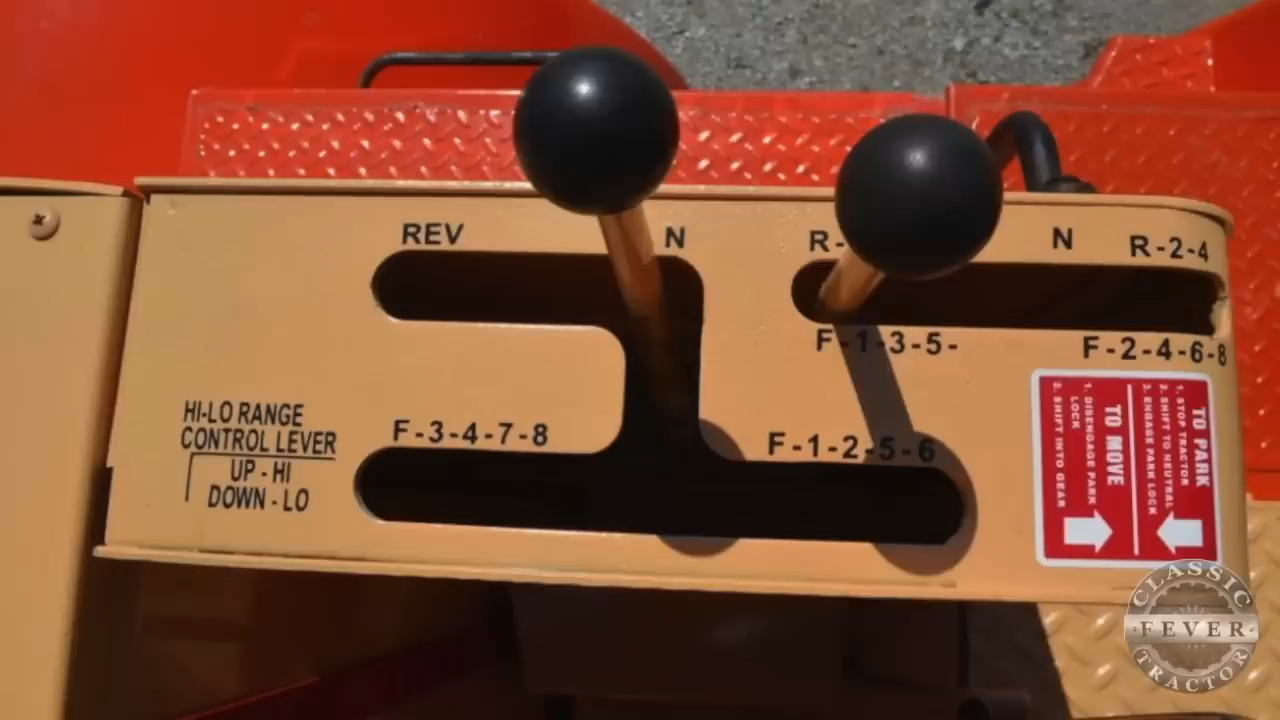 REV
N
R-
N
R-2-4
F-1-3-5-
F-2-4-6-8
F-3-4-7-8
F-1-2-5-6
HI-LO RANGE
CONTROL LEVER
UP - HI
DOWN - LO
TO PARK
1. STOP TRACTOR
2. SHIFT TO NEUTRAL
3. ENGAGE PARK LOCK
TO MOVE
1. DISENGAGE PARK
LOCK
2. SHIFT INTO GEAR
CLASSIC
FEVER
TRACTOR